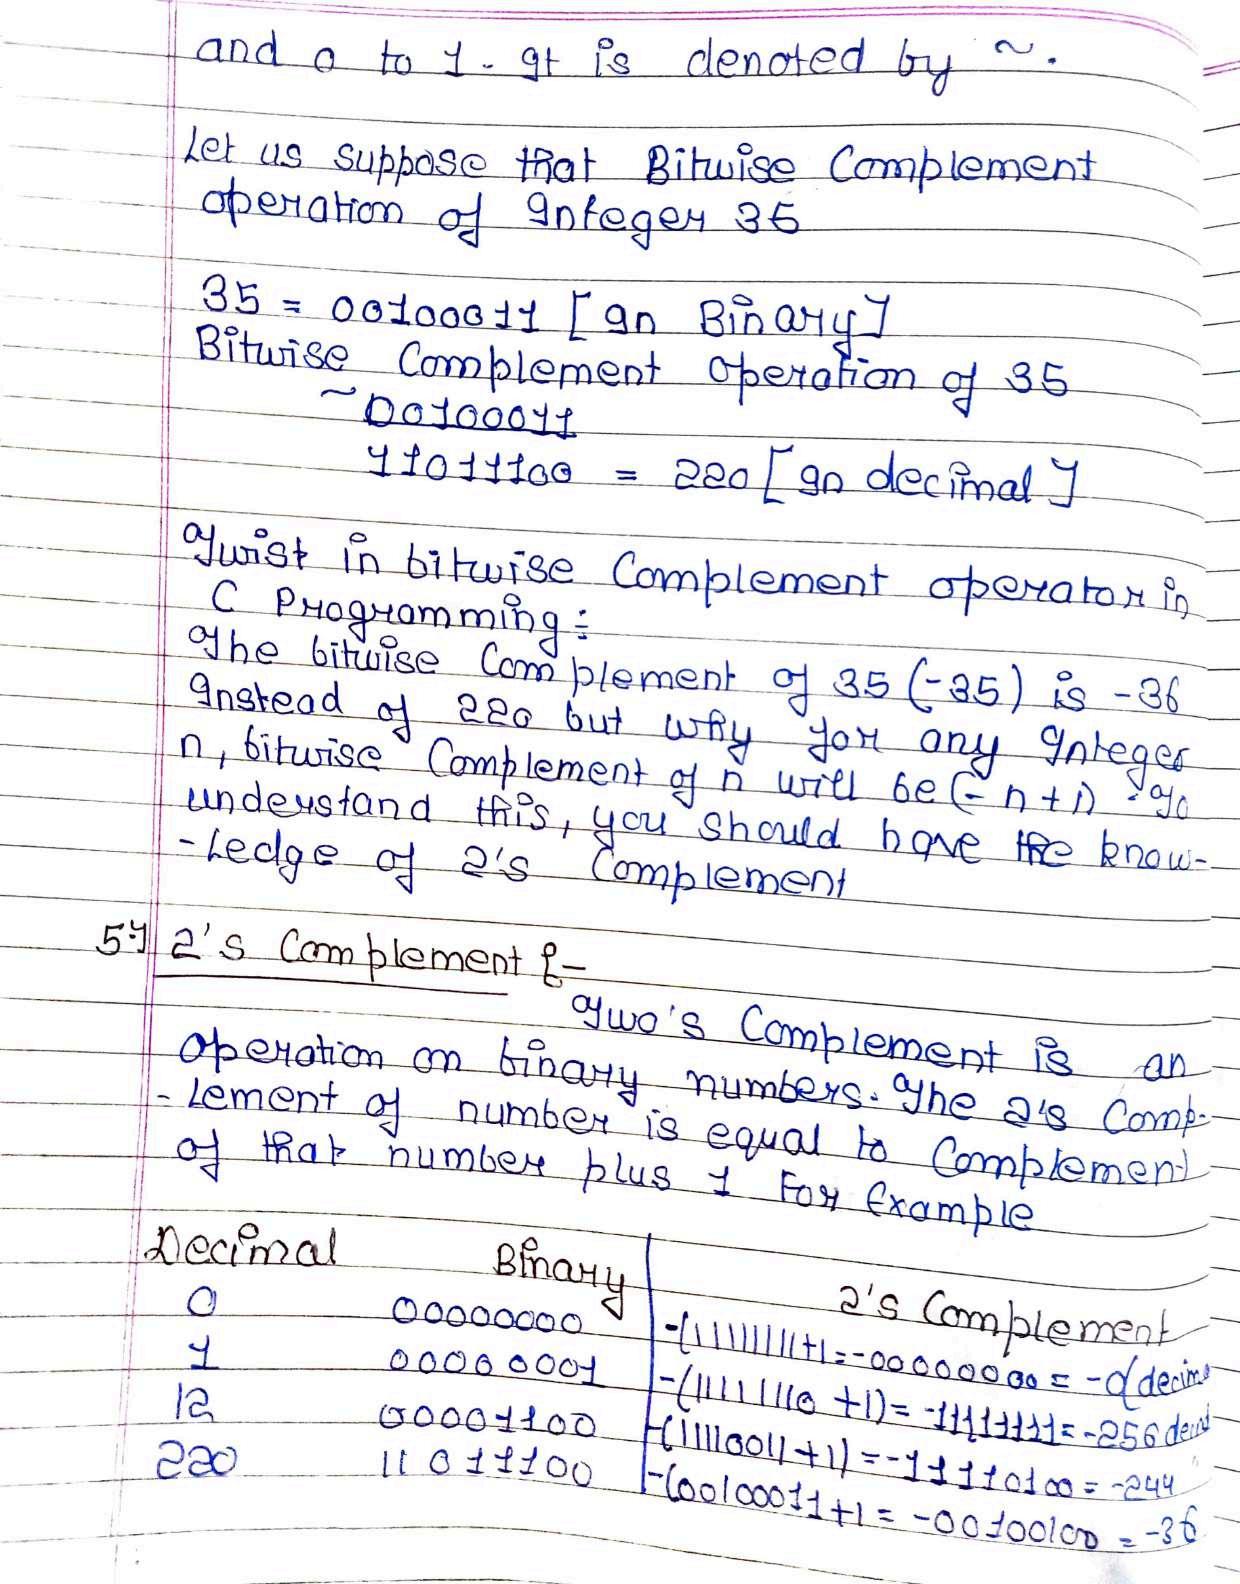 and 0 to 1. It is denoted by ~.
Let us suppose that Bitwise Complement
operation of Integer 35
35 = 00100011 [In Binary]
Bitwise Complement operation of 35
~00100011
11011100 = 220 [In decimal]
Twist in bitwise Complement operator in
C Programming:-
The bitwise Complement of 35 (-35) is -36
Instead of 220 but why for any Integer
n, bitwise Complement of n will be (-n+1). To
understand this, you should have the know-
-ledge of 2's Complement
5) 2's Complement :-
Two's Complement is an
operation on binary numbers. The 2's Comp-
-lement of number is equal to Complement
of that number plus 1 For Example
Decimal Binary 2's Complement
0 00000000 -(11111111+1=-00000000 = -0(decim
1 00000001 -(11111110 +1)= -11111111=-256 deci
12 00001100 -(11110011+1) = -11110100 = -244
220 11011100 -(00100011+1 = -00100100 = -36